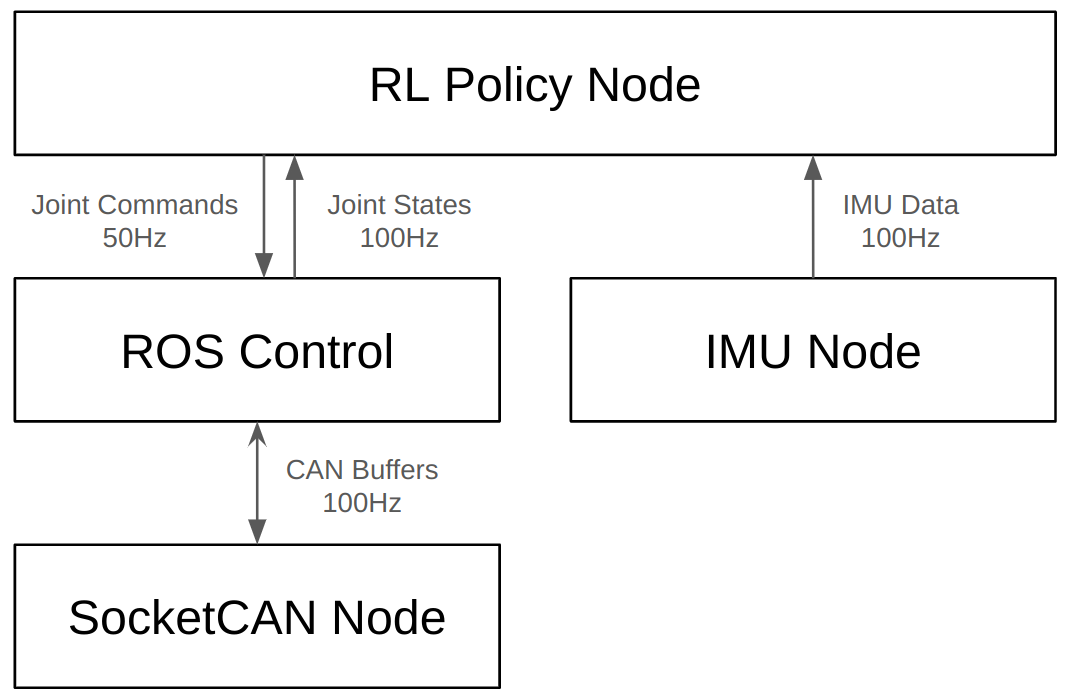 RL Policy Node
Joint Commands
50Hz
Joint States
100Hz
IMU Data
100Hz
ROS Control
IMU Node
CAN Buffers
100Hz
SocketCAN Node